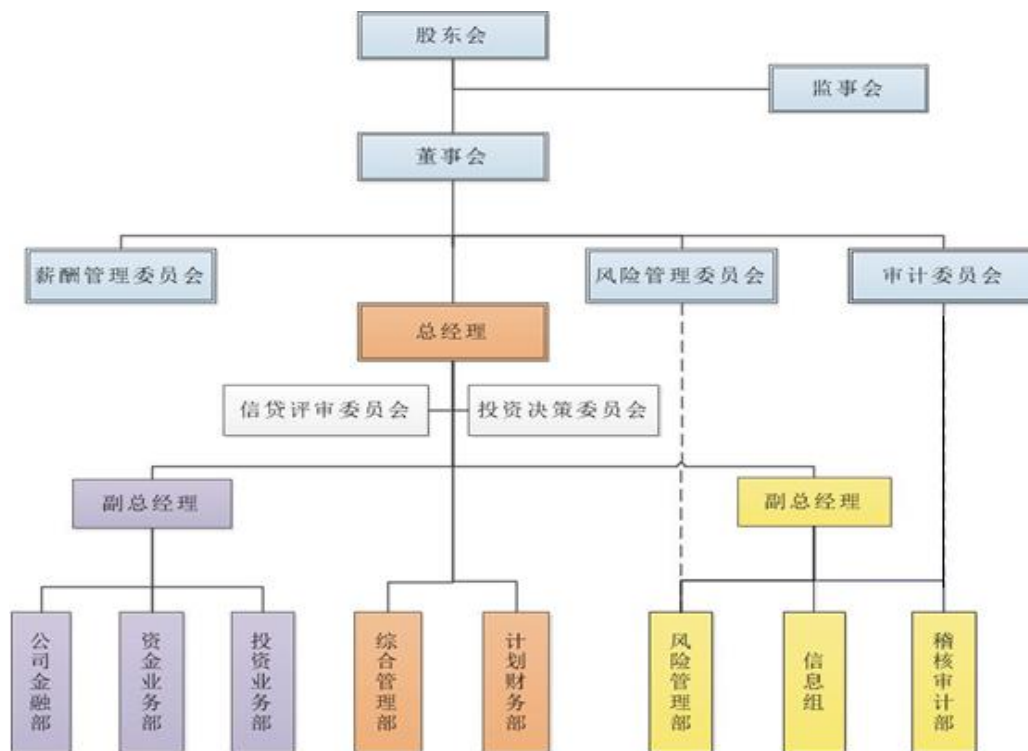 股东会
监事会
董事会
薪酬管理委员会
风险管理委员会
审计委员会
总经理
信贷评审委员会
投资决策委员会
副总经理
副总经理
公司金融部
资金业务部
投资业务部
综合管理部
计划财务部
风险管理部
信息组
稽核审计部